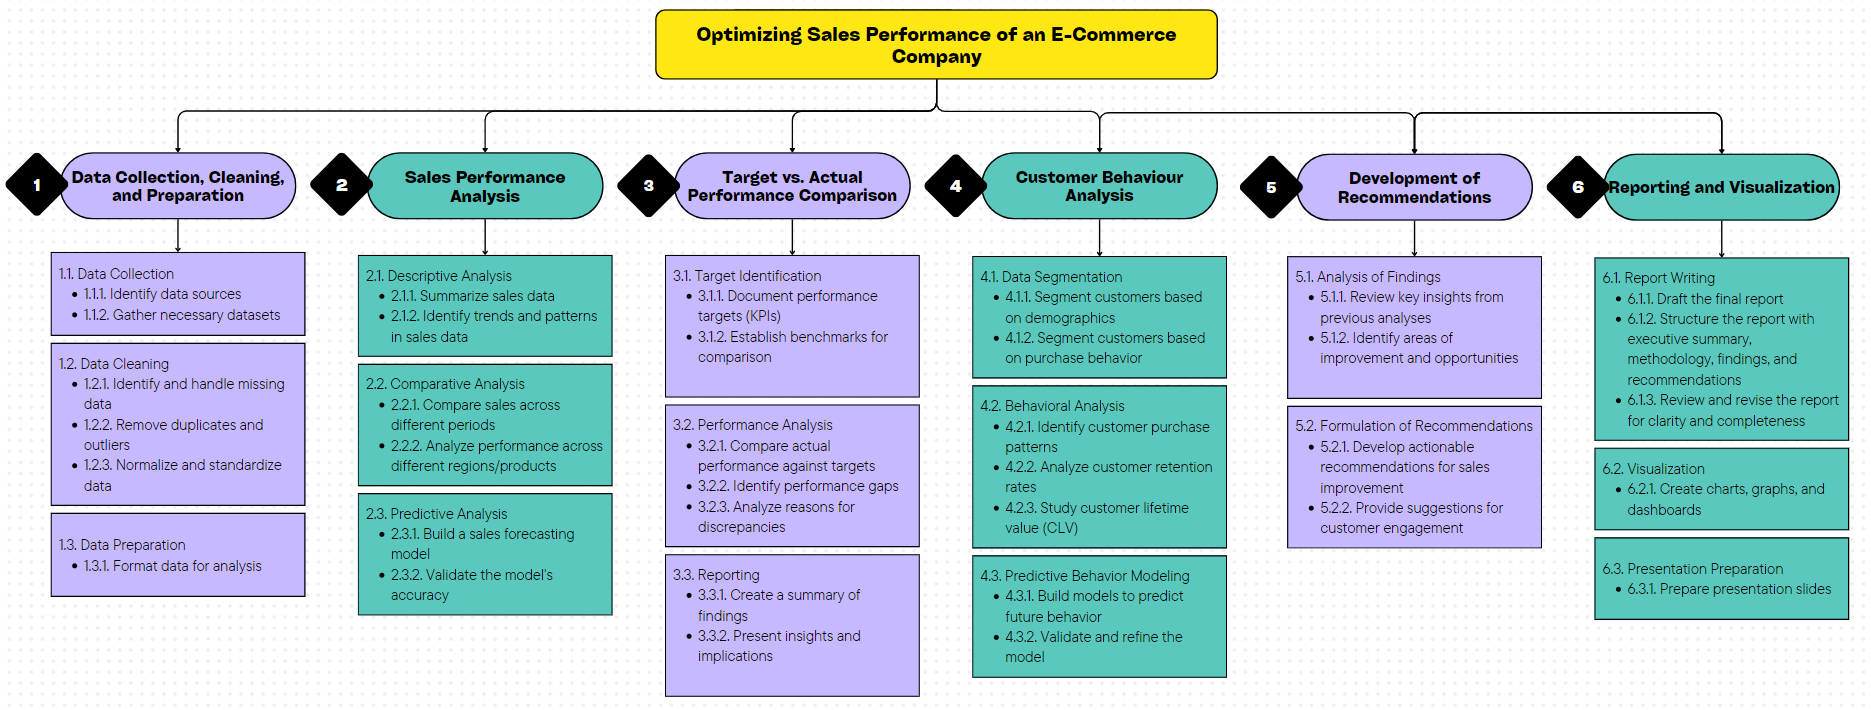 Optimizing Sales Performance of an E-Commerce
Company
1
Data Collection, Cleaning,
and Preparation
1.1. Data Collection
• 1.1.1. Identify data sources
• 1.1.2. Gather necessary datasets
1.2. Data Cleaning
• 1.2.1. Identify and handle missing
data
• 1.2.2. Remove duplicates and
outliers
• 1.2.3. Normalize and standardize
data
1.3. Data Preparation
• 1.3.1. Format data for analysis
2
Sales Performance
Analysis
2.1. Descriptive Analysis
• 2.1.1. Summarize sales data
• 2.1.2. Identify trends and patterns
in sales data
2.2. Comparative Analysis
• 2.2.1. Compare sales across
different periods
• 2.2.2. Analyze performance across
different regions/products
2.3. Predictive Analysis
• 2.3.1. Build a sales forecasting
model
• 2.3.2. Validate the model's
accuracy
3
Target vs. Actual
Performance Comparison
3.1. Target Identification
• 3.1.1. Document performance
targets (KPIs)
• 3.1.2. Establish benchmarks for
comparison
3.2. Performance Analysis
• 3.2.1. Compare actual
performance against targets
• 3.2.2. Identify performance gaps
• 3.2.3. Analyze reasons for
discrepancies
3.3. Reporting
• 3.3.1. Create a summary of
findings
• 3.3.2. Present insights and
implications
4
Customer Behaviour
Analysis
4.1. Data Segmentation
• 4.1.1. Segment customers based
on demographics
• 4.1.2. Segment customers based
on purchase behavior
4.2. Behavioral Analysis
• 4.2.1. Identify customer purchase
patterns
• 4.2.2. Analyze customer retention
rates
• 4.2.3. Study customer lifetime
value (CLV)
4.3. Predictive Behavior Modeling
• 4.3.1. Build models to predict
future behavior
• 4.3.2. Validate and refine the
model
5
Development of
Recommendations
5.1. Analysis of Findings
• 5.1.1. Review key insights from
previous analyses
• 5.1.2. Identify areas of
improvement and opportunities
5.2. Formulation of Recommendations
• 5.2.1. Develop actionable
recommendations for sales
improvement
• 5.2.2. Provide suggestions for
customer engagement
6
Reporting and Visualization
6.1. Report Writing
• 6.1.1. Draft the final report
• 6.1.2. Structure the report with
executive summary,
methodology, findings, and
recommendations
• 6.1.3. Review and revise the report
for clarity and completeness
6.2. Visualization
• 6.2.1. Create charts, graphs, and
dashboards
6.3. Presentation Preparation
• 6.3.1. Prepare presentation slides